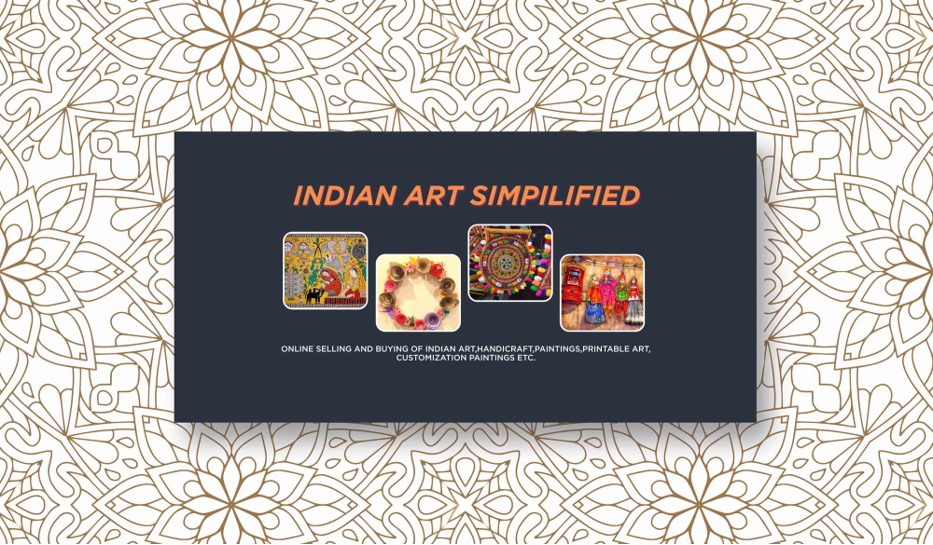 INDIAN ART SIMPILIFIED
ONLINE SELLING AND BUYING OF INDIAN ART,HANDICRAFT,PAINTINGS,PRINTABLE ART,
CUSTOMIZATION PAINTINGS ETC.